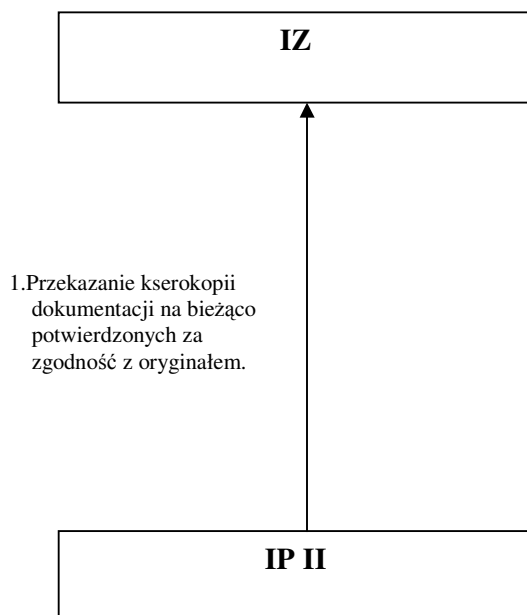 IZ
1.Przekazanie kserokopii
dokumentacji na bieżąco
potwierdzonych za
zgodność z oryginałem.
IP II